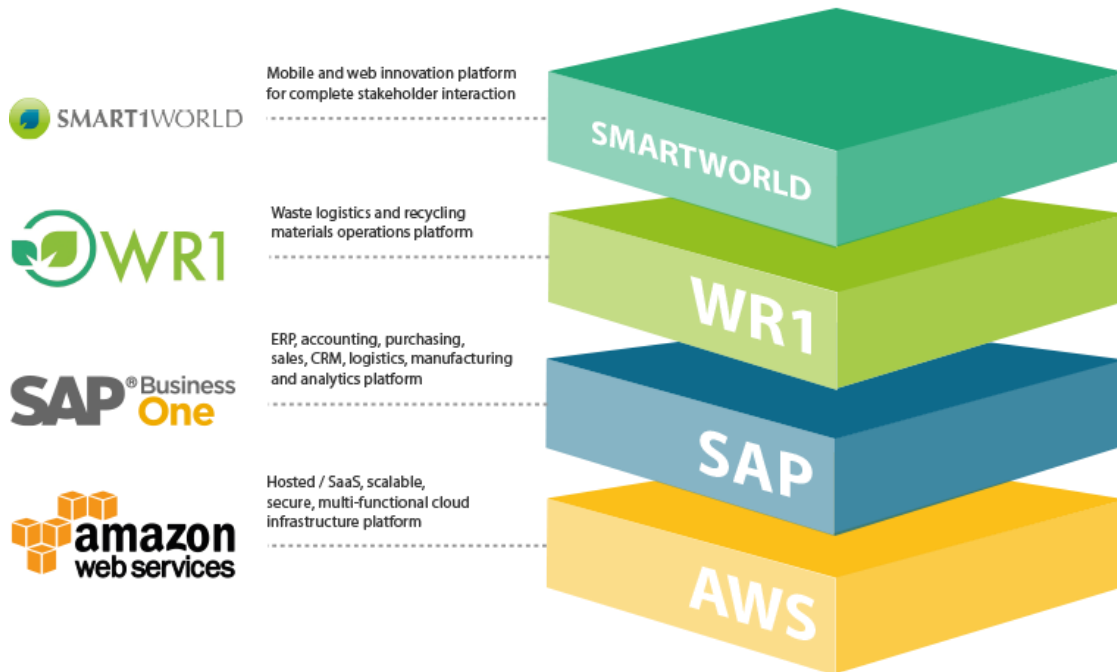 Mobile and web innovation platform
for complete stakeholder interaction
SMART1WORLD
SMARTWORLD
Waste logistics and recycling
materials operations platform
WR1
WR1
ERP, accounting, purchasing,
sales, CRM, logistics, manufacturing
and analytics platform
SAP® Business
One
SAP
Hosted / SaaS, scalable,
secure, multi-functional cloud
infrastructure platform
amazon
web services
AWS